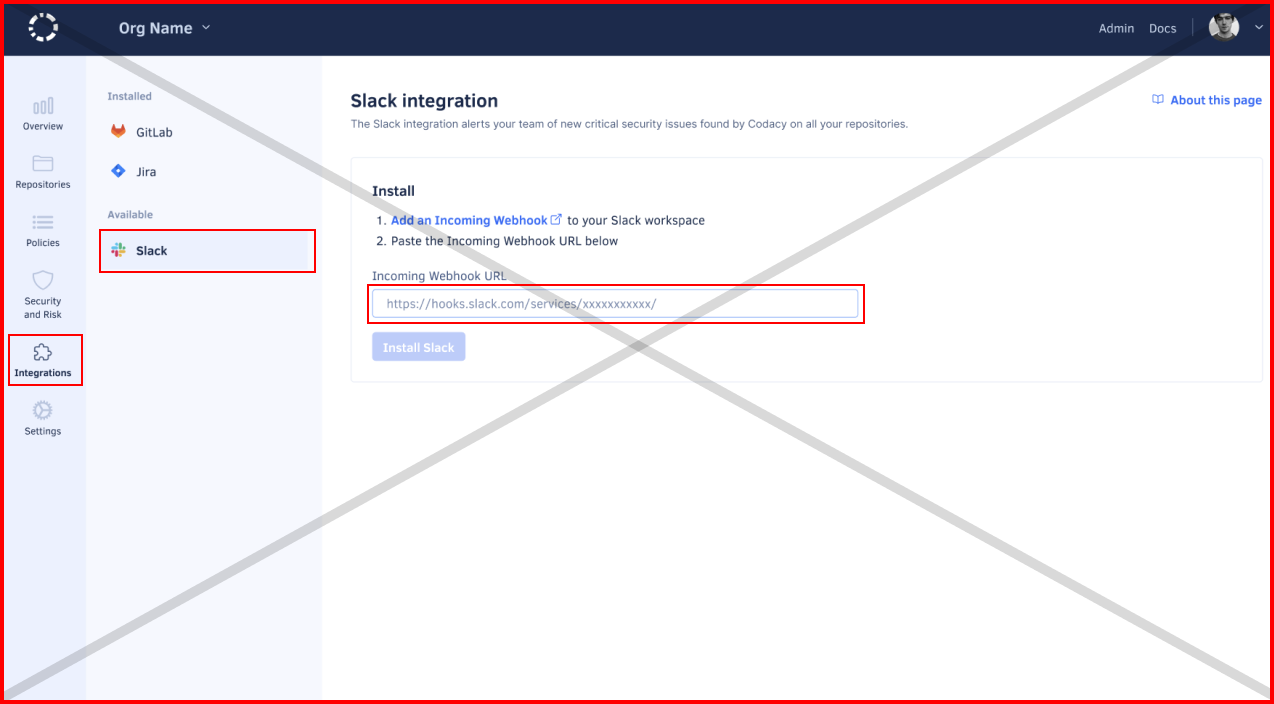 Org Name
Admin Docs
Overview
Repositories
Policies
Security
and Risk
Integrations
Settings
Installed
GitLab
Jira
Available
Slack
Slack integration
About this page
The Slack integration alerts your team of new critical security issues found by Codacy on all your repositories.
Install
1. Add an Incoming Webhook to your Slack workspace
2. Paste the Incoming Webhook URL below
Incoming Webhook URL
https://hooks.slack.com/services/xxxxxxxxxxx/
Install Slack